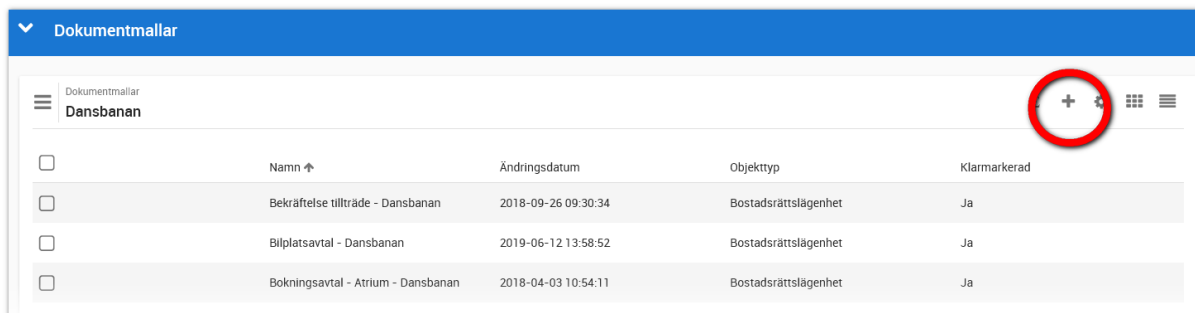 Dokumentmallar
Dokumentmallar
Dansbanan
Namn Ändringsdatum Objekttyp Klarmarkerad
Bekräftelse tillträde - Dansbanan 2018-09-26 09:30:34 Bostadsrättslägenhet Ja
Bilplatsavtal - Dansbanan 2019-06-12 13:58:52 Bostadsrättslägenhet Ja
Bokningsavtal - Atrium - Dansbanan 2018-04-03 10:54:11 Bostadsrättslägenhet Ja